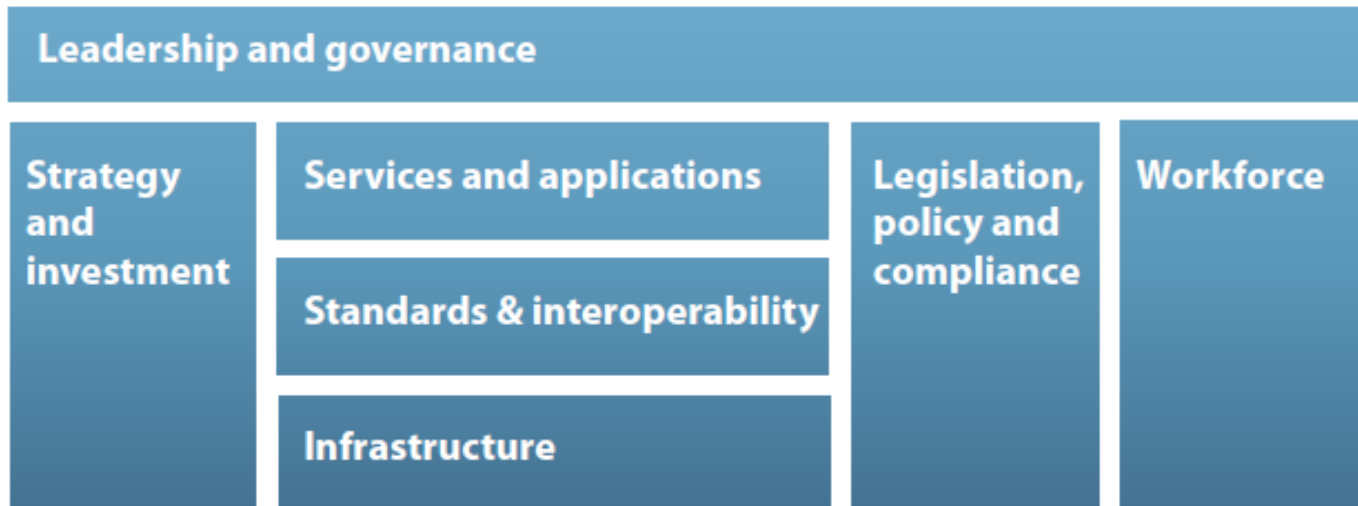 Leadership and governance
Strategy
and
investment
Services and applications
Standards & interoperability
Infrastructure
Legislation,
policy and
compliance
Workforce